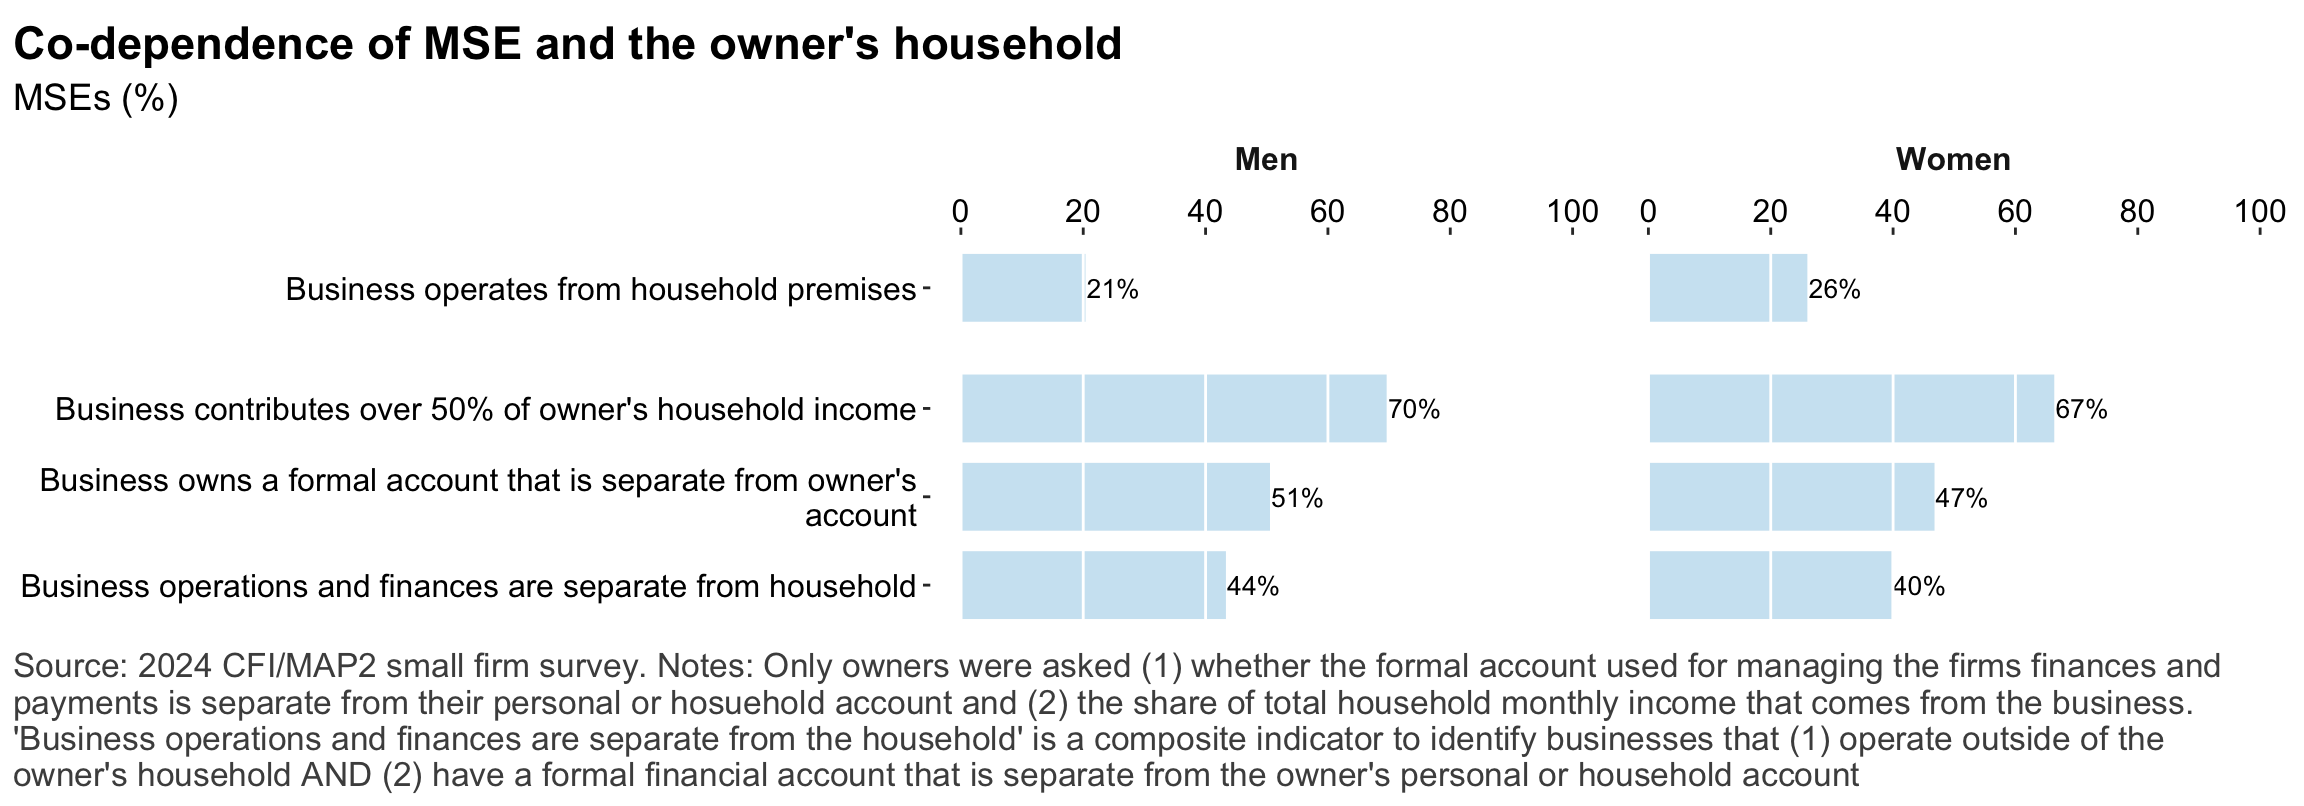 Co-dependence of MSE and the owner's household
MSEs (%)
Men
Women
0 20 40 60 80 100
0 20 40 60 80 100
Business operates from household premises
21%
26%
Business contributes over 50% of owner's household income
70%
67%
Business owns a formal account that is separate from owner's
account
51%
47%
Business operations and finances are separate from household
44%
40%
Source: 2024 CFI/MAP2 small firm survey. Notes: Only owners were asked (1) whether the formal account used for managing the firms finances and
payments is separate from their personal or hosuehold account and (2) the share of total household monthly income that comes from the business.
'Business operations and finances are separate from the household' is a composite indicator to identify businesses that (1) operate outside of the
owner's household AND (2) have a formal financial account that is separate from the owner's personal or household account